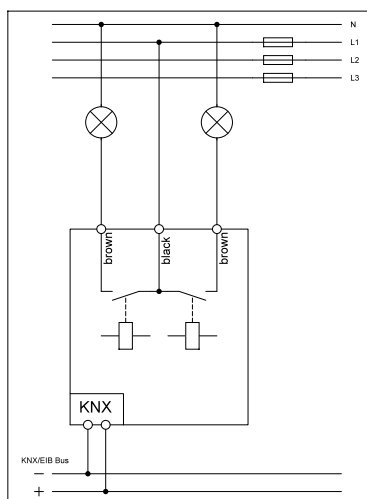 N
L1
L2
L3
brown
black
brown
KNX
KNX/EIB Bus
−
+